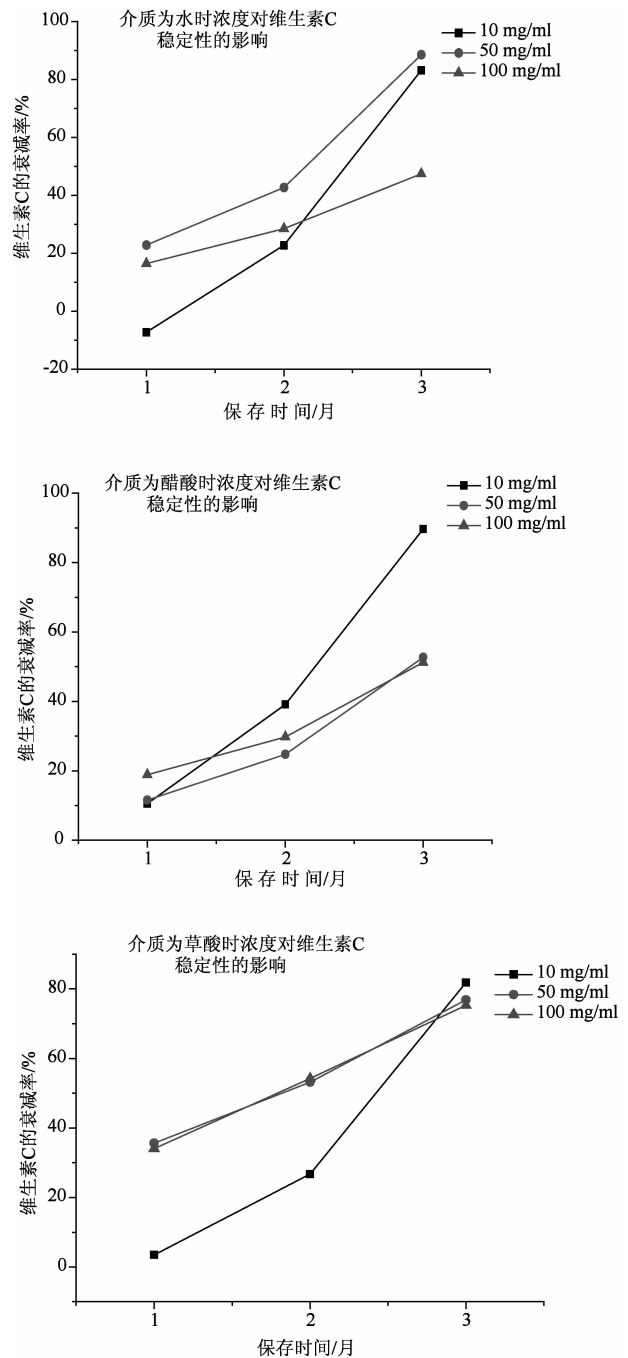 介质为水时浓度对维生素C
稳定性的影响
10 mg/ml
50 mg/ml
100 mg/ml
100
80
60
40
20
0
-20
维生素C的衰减率/%
1
2
3
保 存 时 间/月
介质为醋酸时浓度对维生素C
稳定性的影响
10 mg/ml
50 mg/ml
100 mg/ml
100
80
60
40
20
0
维生素C的衰减率/%
1
2
3
保 存 时 间/月
介质为草酸时浓度对维生素C
稳定性的影响
10 mg/ml
50 mg/ml
100 mg/ml
80
60
40
20
0
维生素C的衰减率/%
1
2
3
保存时间/月